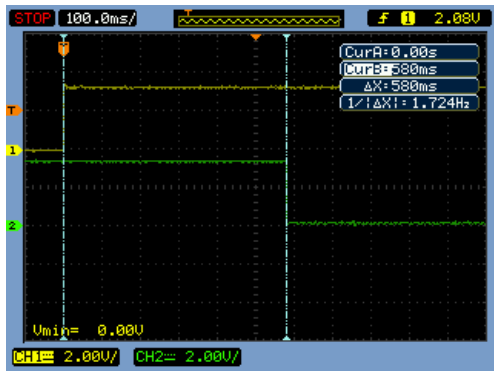 STOP 100.0ms/ T f 1 2.08V
T
CurA=0.00s
CurB=580ms
ΔX=580ms
1/|ΔX|=1.724Hz
T
1
2
Vmin= 0.00V
CH1 2.00V/ CH2 2.00V/